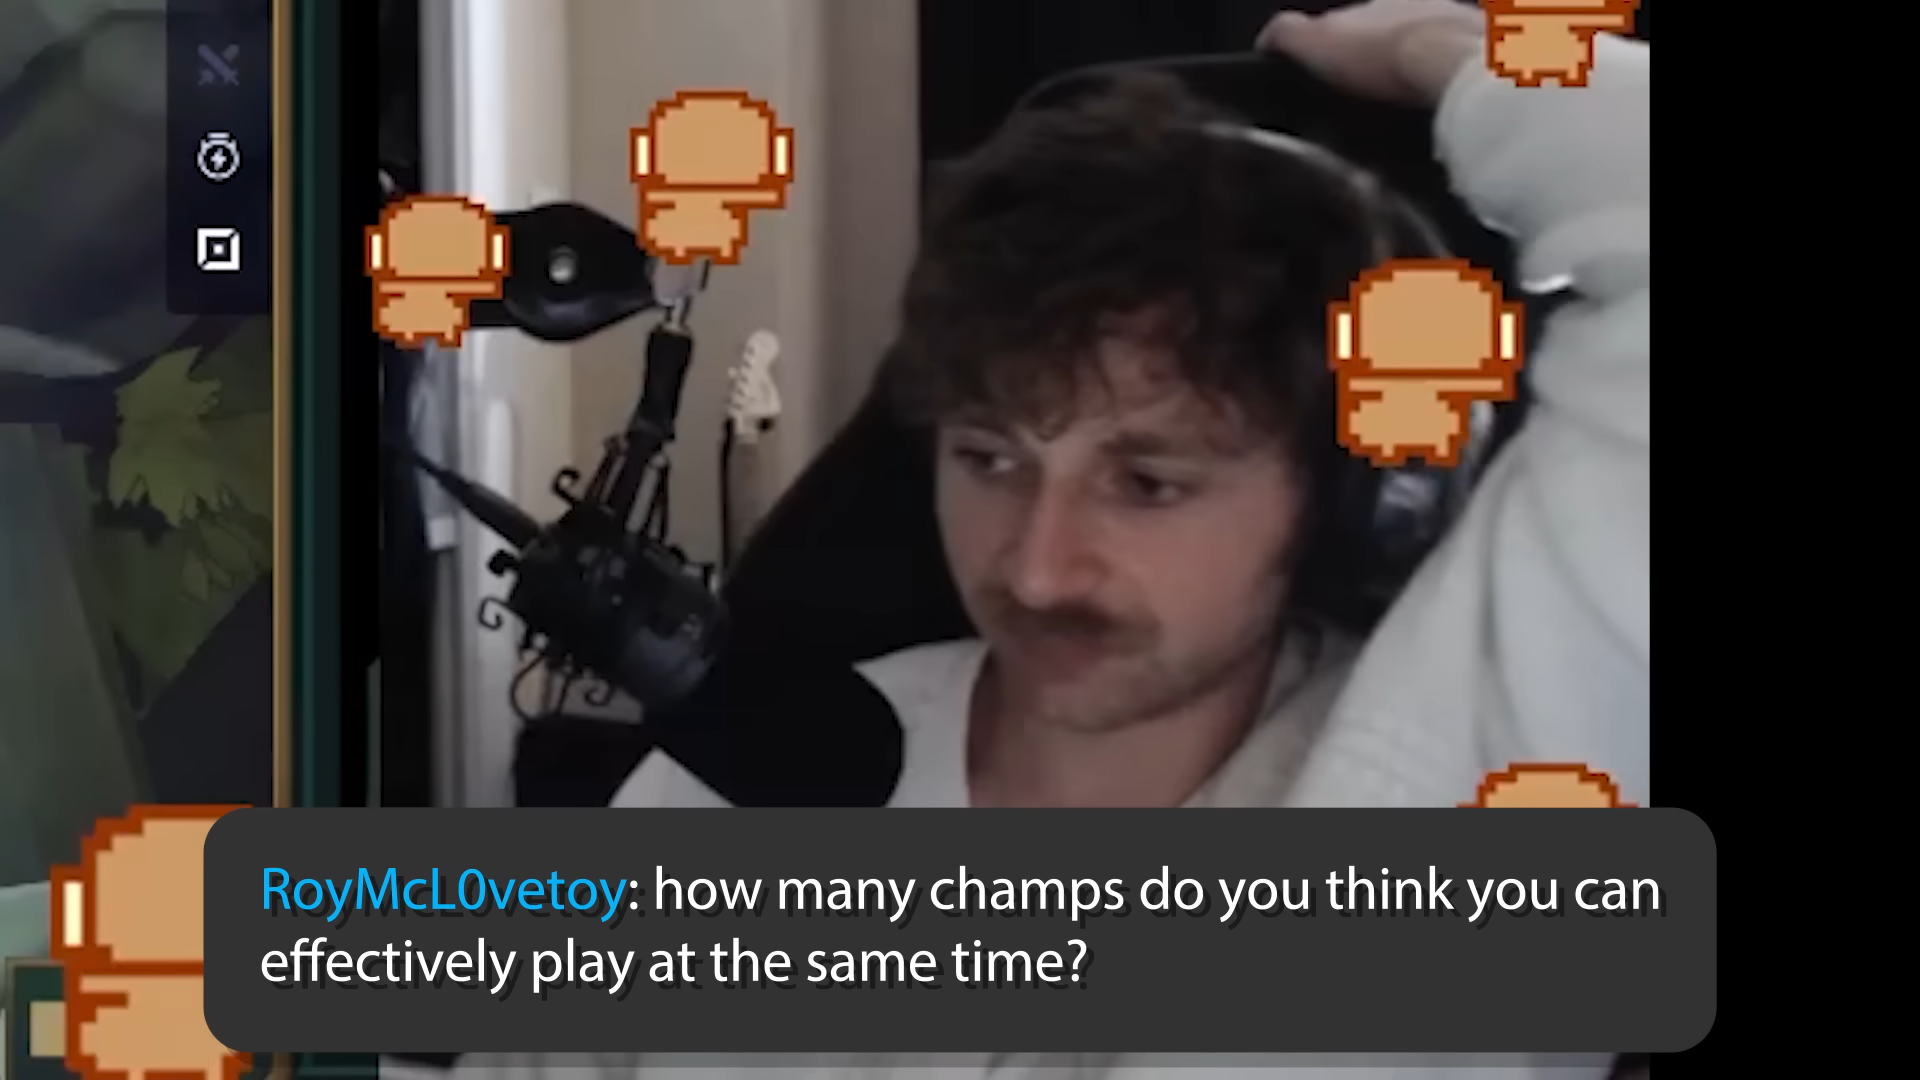 RoyMcL0vetoy: how many champs do you think you can
effectively play at the same time?